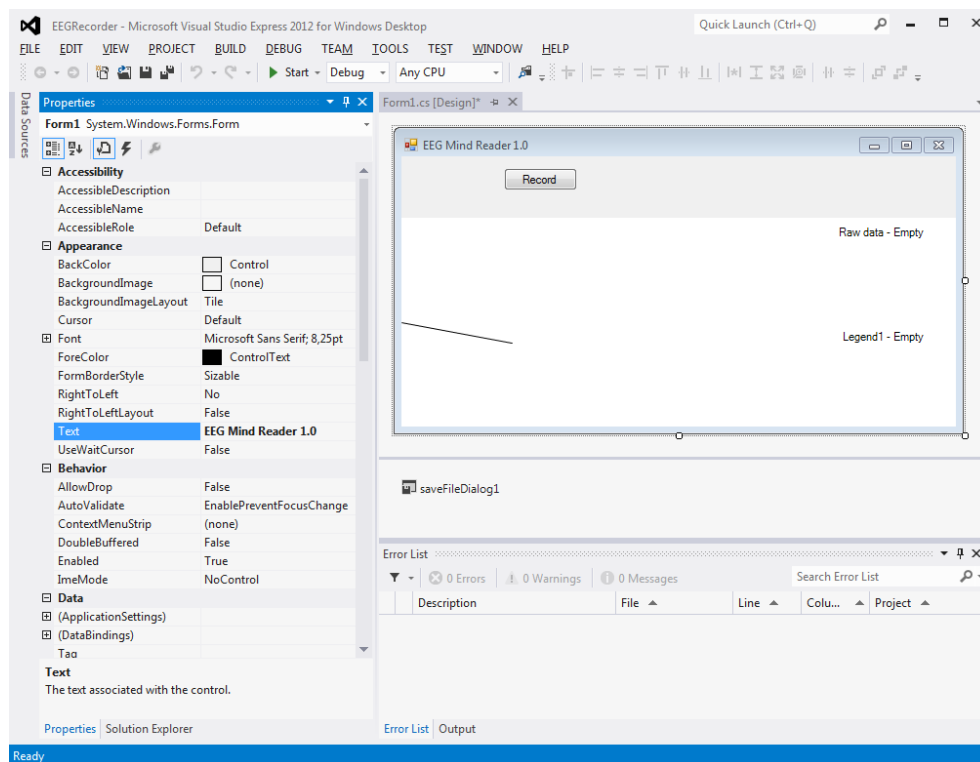 EEGRecorder - Microsoft Visual Studio Express 2012 for Windows Desktop
Quick Launch (Ctrl+Q)
FILE EDIT VIEW PROJECT BUILD DEBUG TEAM TOOLS TEST WINDOW HELP
Start Debug Any CPU
Data Sources
Properties
Form1 System.Windows.Forms.Form
Accessibility
AccessibleDescription
AccessibleName
AccessibleRole Default
Appearance
BackColor Control
BackgroundImage (none)
BackgroundImageLayout Tile
Cursor Default
Font Microsoft Sans Serif; 8,25pt
ForeColor ControlText
FormBorderStyle Sizable
RightToLeft No
RightToLeftLayout False
Text EEG Mind Reader 1.0
UseWaitCursor False
Behavior
AllowDrop False
AutoValidate EnablePreventFocusChange
ContextMenuStrip (none)
DoubleBuffered False
Enabled True
ImeMode NoControl
Data
(ApplicationSettings)
(DataBindings)
Tag
Text
The text associated with the control.
Properties Solution Explorer
Form1.cs [Design]*
EEG Mind Reader 1.0
Record
Raw data - Empty
Legend1 - Empty
saveFileDialog1
Error List
0 Errors 0 Warnings 0 Messages Search Error List
Description File Line Colu... Project
Error List Output
Ready